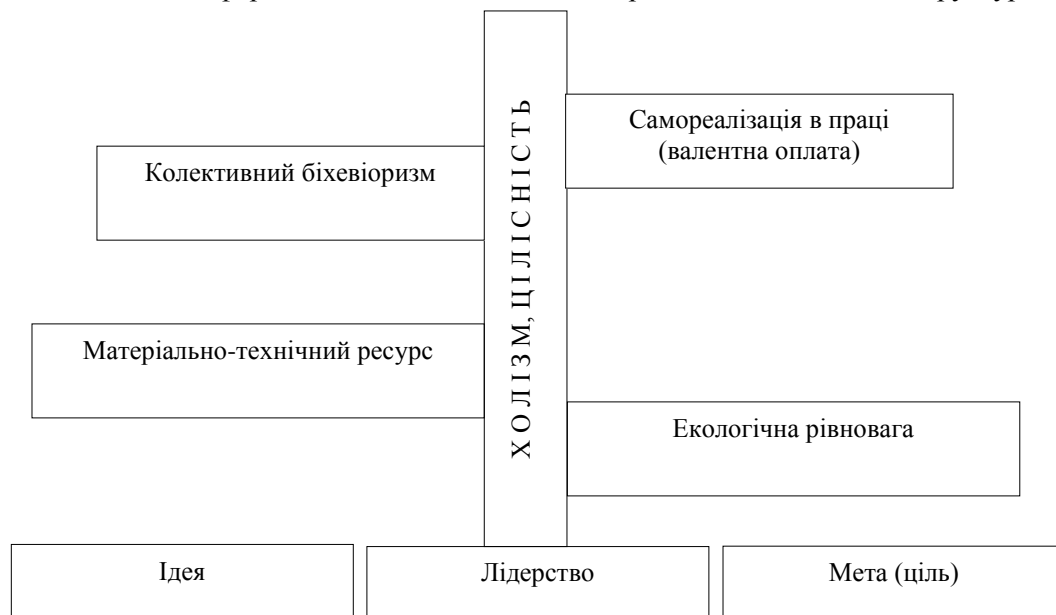 Самореалізація в праці
(валентна оплата)
Колективний біхевіоризм
ХОЛІЗМ, ЦІЛІСНІСТЬ
Матеріально-технічний ресурс
Екологічна рівновага
Ідея
Лідерство
Мета (ціль)